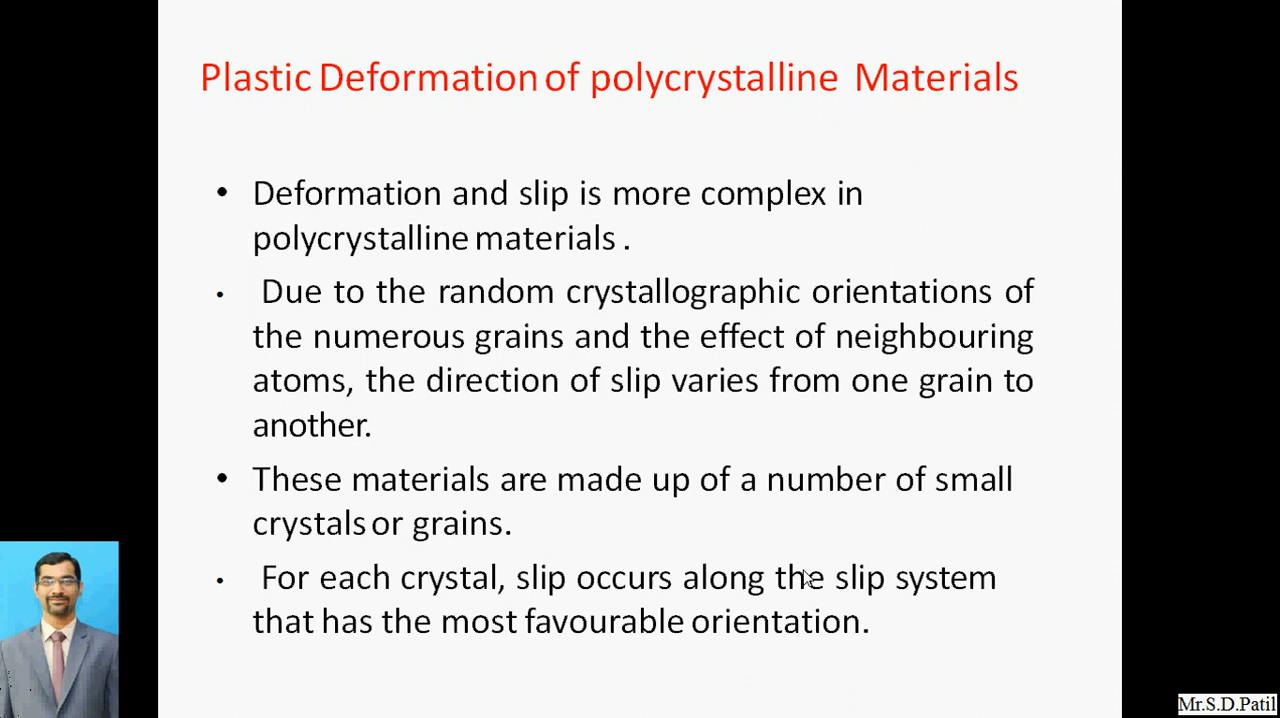 Plastic Deformation of polycrystalline Materials
• Deformation and slip is more complex in
polycrystalline materials .
• Due to the random crystallographic orientations of
the numerous grains and the effect of neighbouring
atoms, the direction of slip varies from one grain to
another.
• These materials are made up of a number of small
crystals or grains.
• For each crystal, slip occurs along the slip system
that has the most favourable orientation.
Mr.S.D.Patil